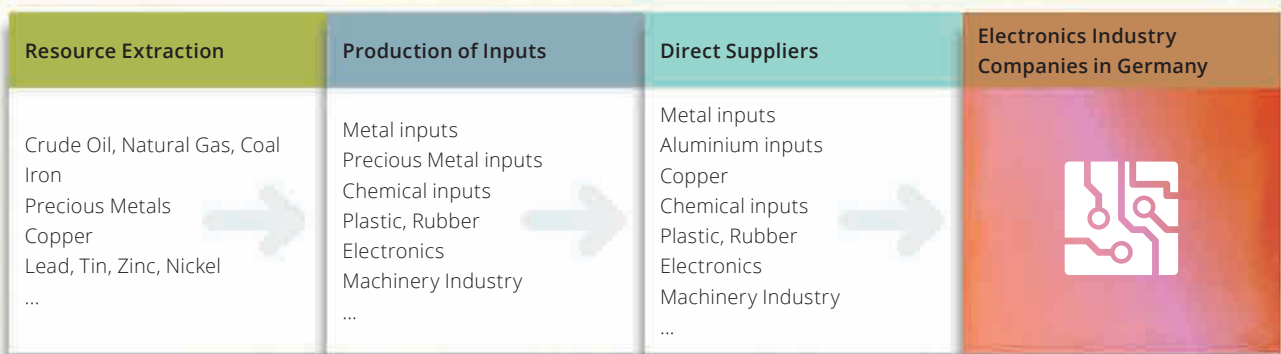 Resource Extraction
Crude Oil, Natural Gas, Coal
Iron
Precious Metals
Copper
Lead, Tin, Zinc, Nickel
...
Production of Inputs
Metal inputs
Precious Metal inputs
Chemical inputs
Plastic, Rubber
Electronics
Machinery Industry
...
Direct Suppliers
Metal inputs
Aluminium inputs
Copper
Chemical inputs
Plastic, Rubber
Electronics
Machinery Industry
...
Electronics Industry
Companies in Germany